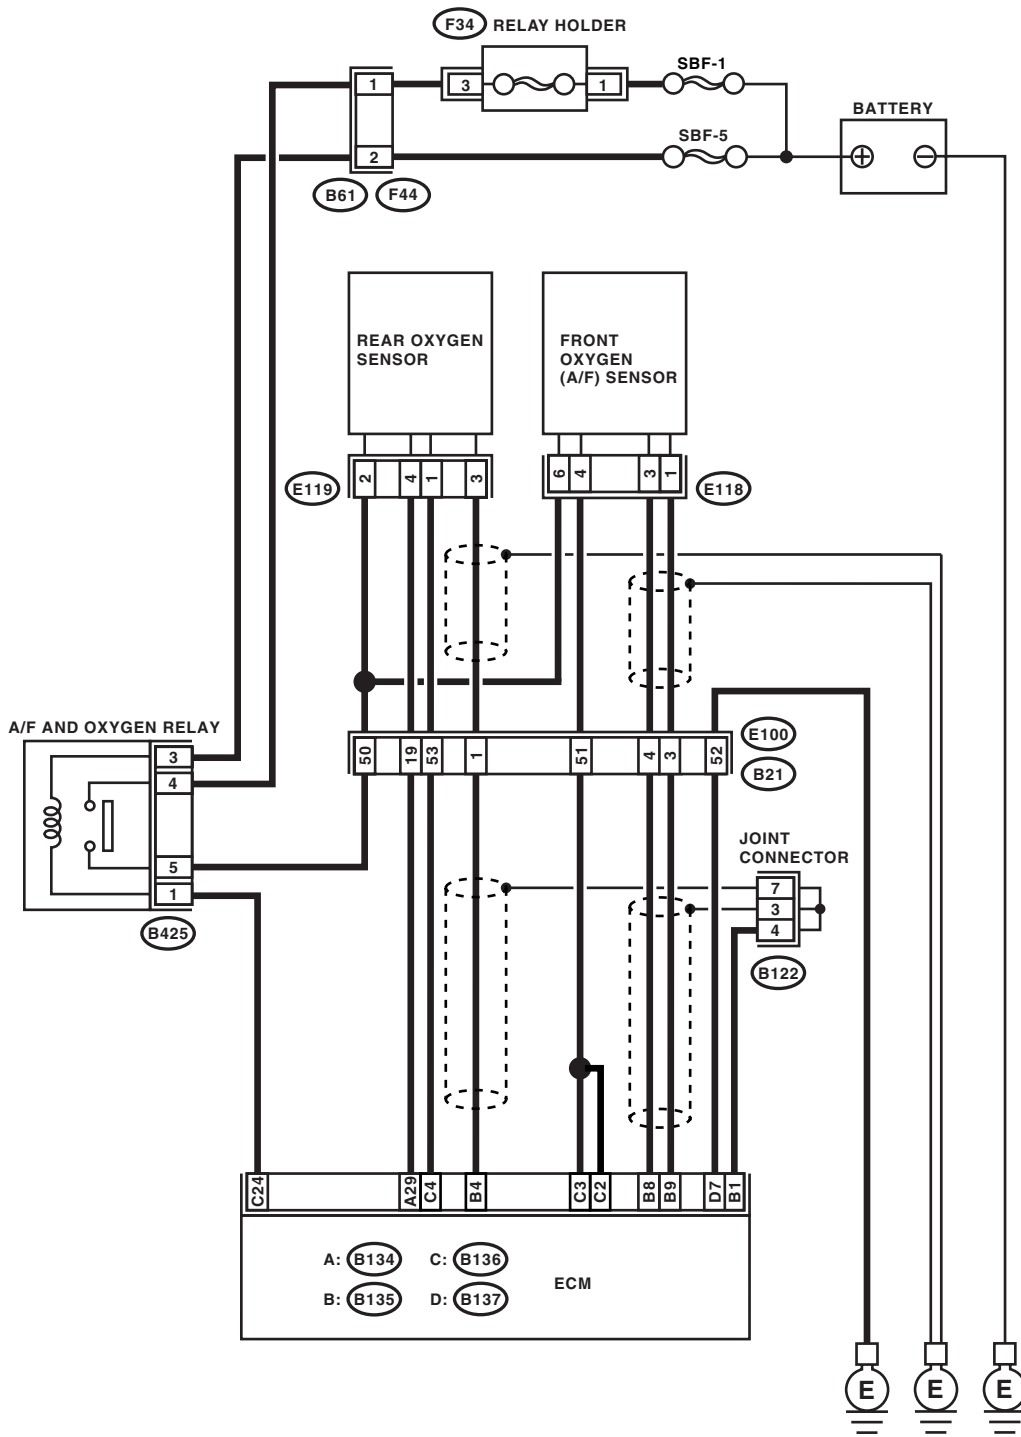 F34 RELAY HOLDER
SBF-1
1 3 1
BATTERY
SBF-5
2
B61 F44
REAR OXYGEN
SENSOR
FRONT
OXYGEN
(A/F) SENSOR
2 4 1 3
6 4 3 1
E119
E118
A/F AND OXYGEN RELAY
E100
3
50 19 53 1 51 4 3 52
4
B21
JOINT
CONNECTOR
5
7
1
3
4
B425
B122
C24 A29 C4 B4 C3 C2 B8 B9 D7 B1
A: B134 C: B136
ECM
B: B135 D: B137
E E E